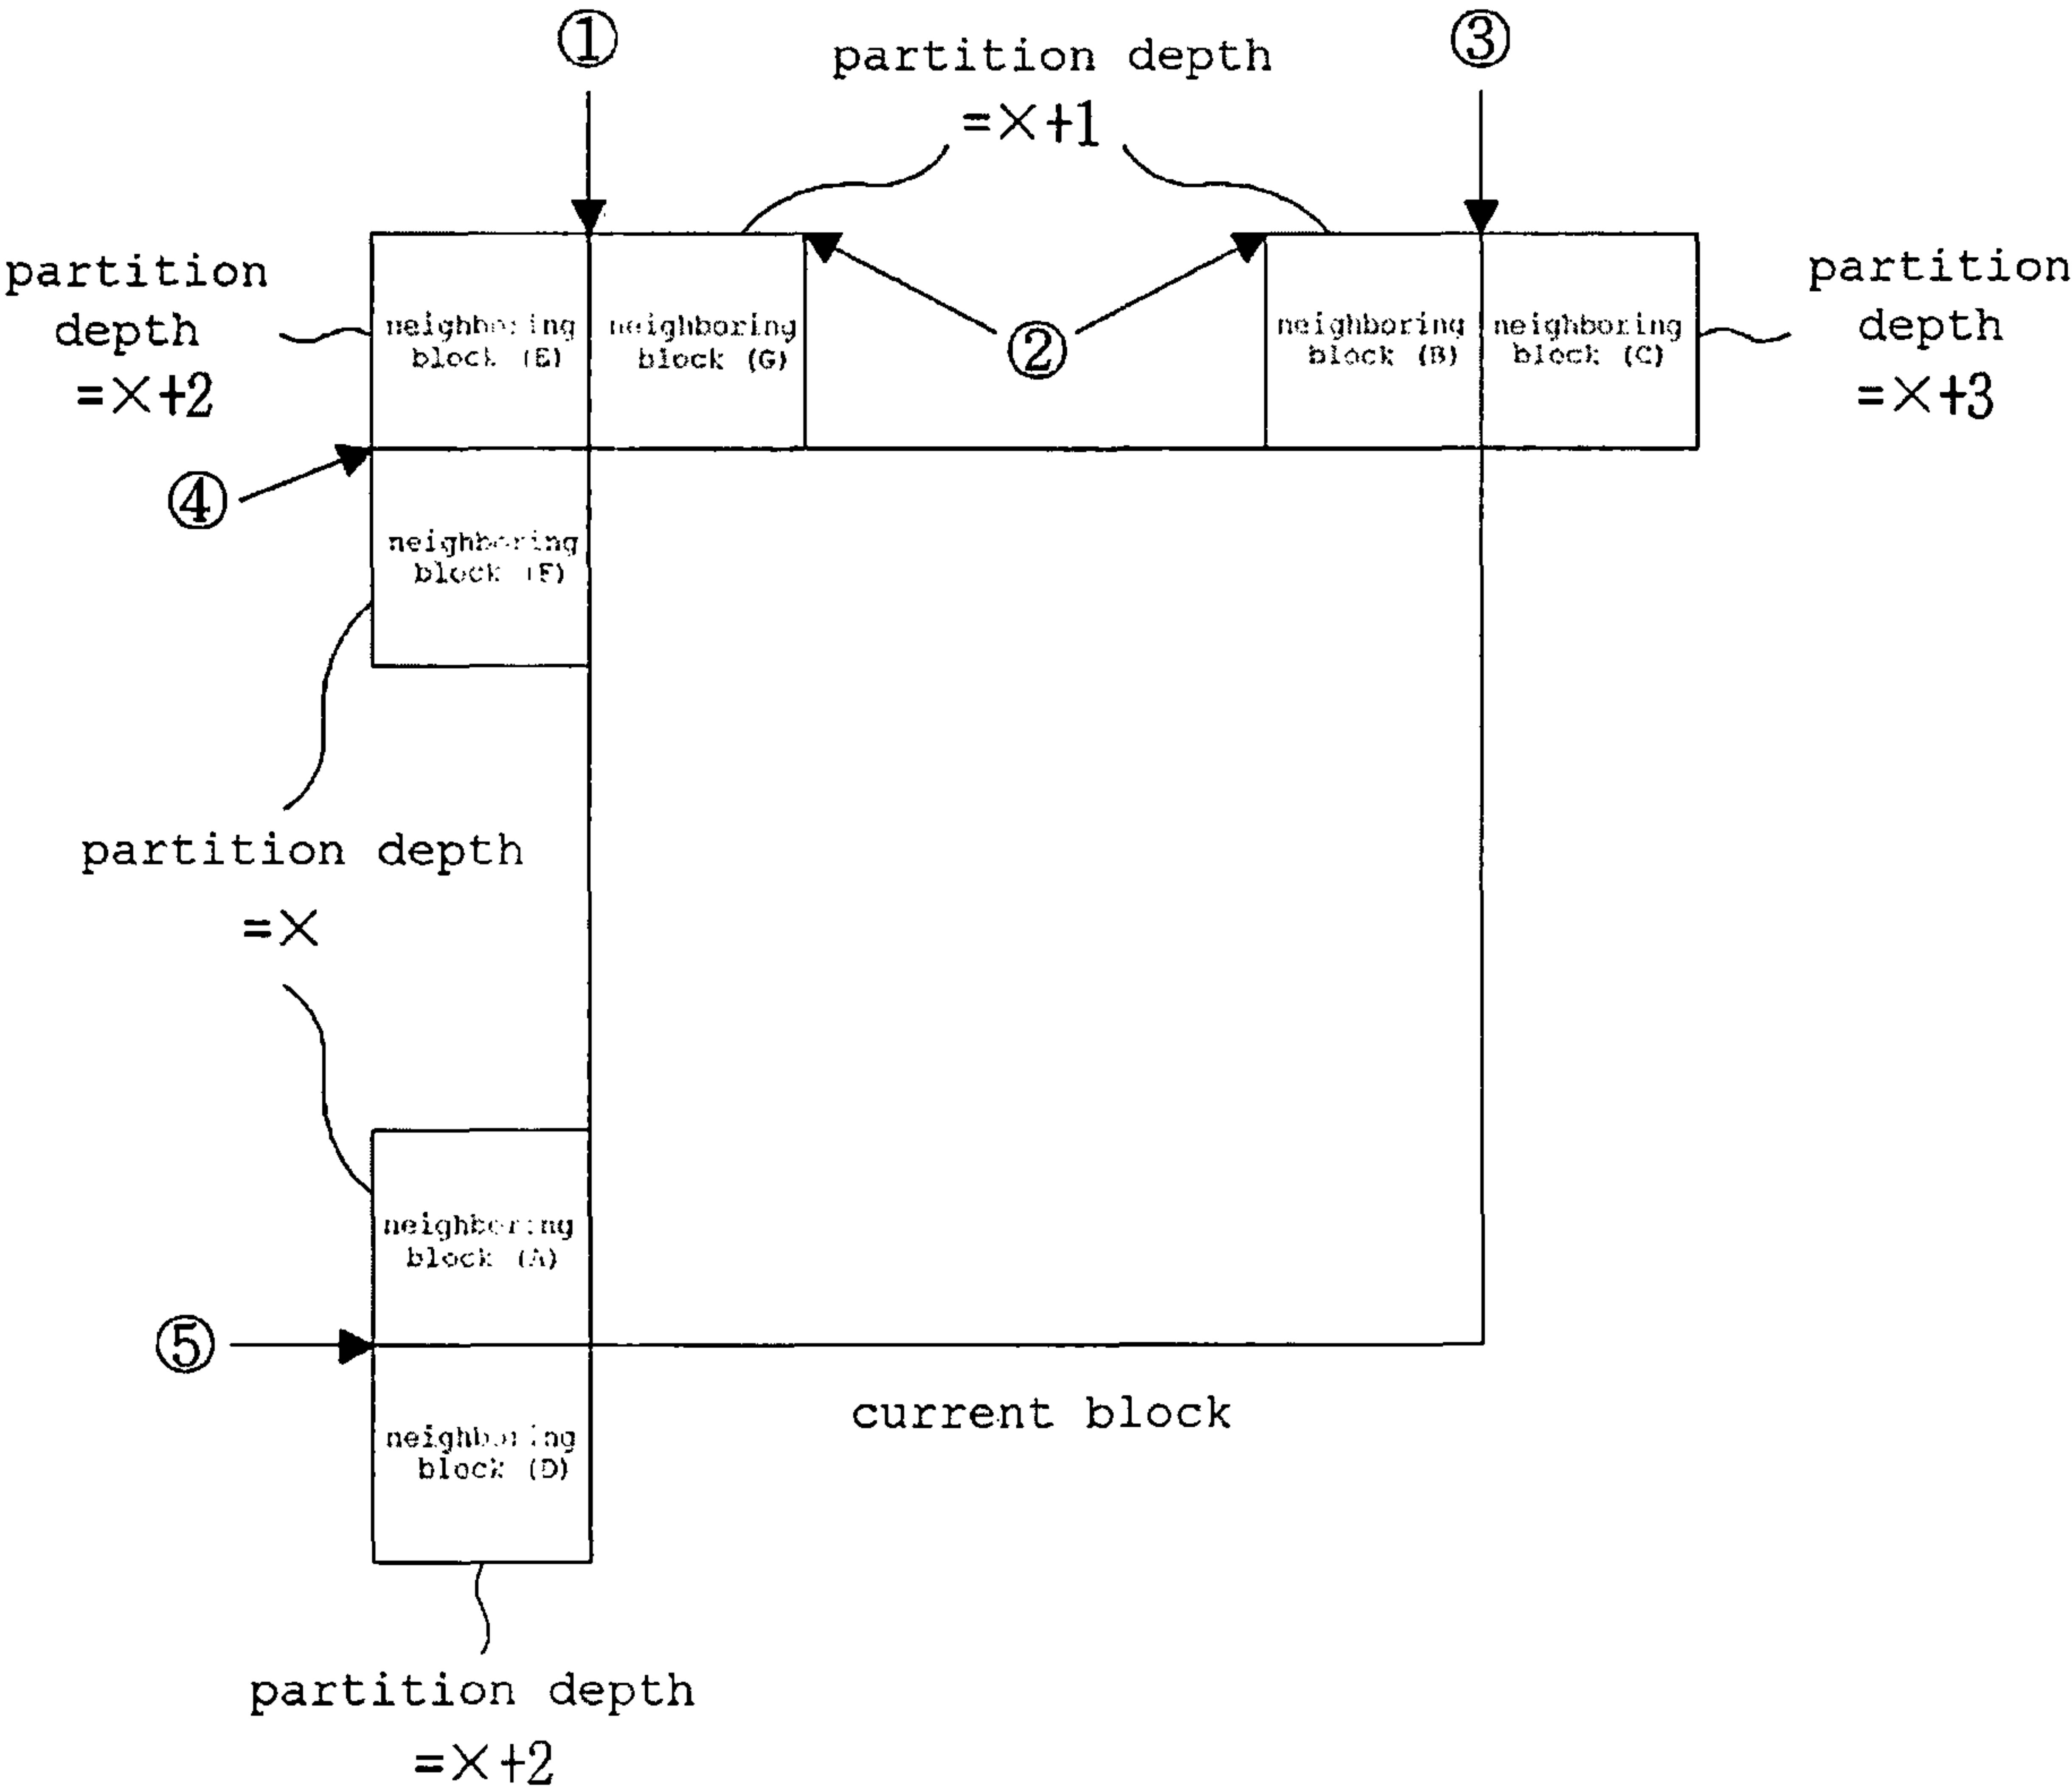 ①
partition depth
=×+1
③
partition
depth
=×+2
neighboring
block (E)
neighboring
block (G)
②
neighboring
block (B)
neighboring
block (C)
partition
depth
=×+3
④
neighboring
block (F)
partition depth
=×
neighboring
block (A)
⑤
current block
neighboring
block (D)
partition depth
=×+2